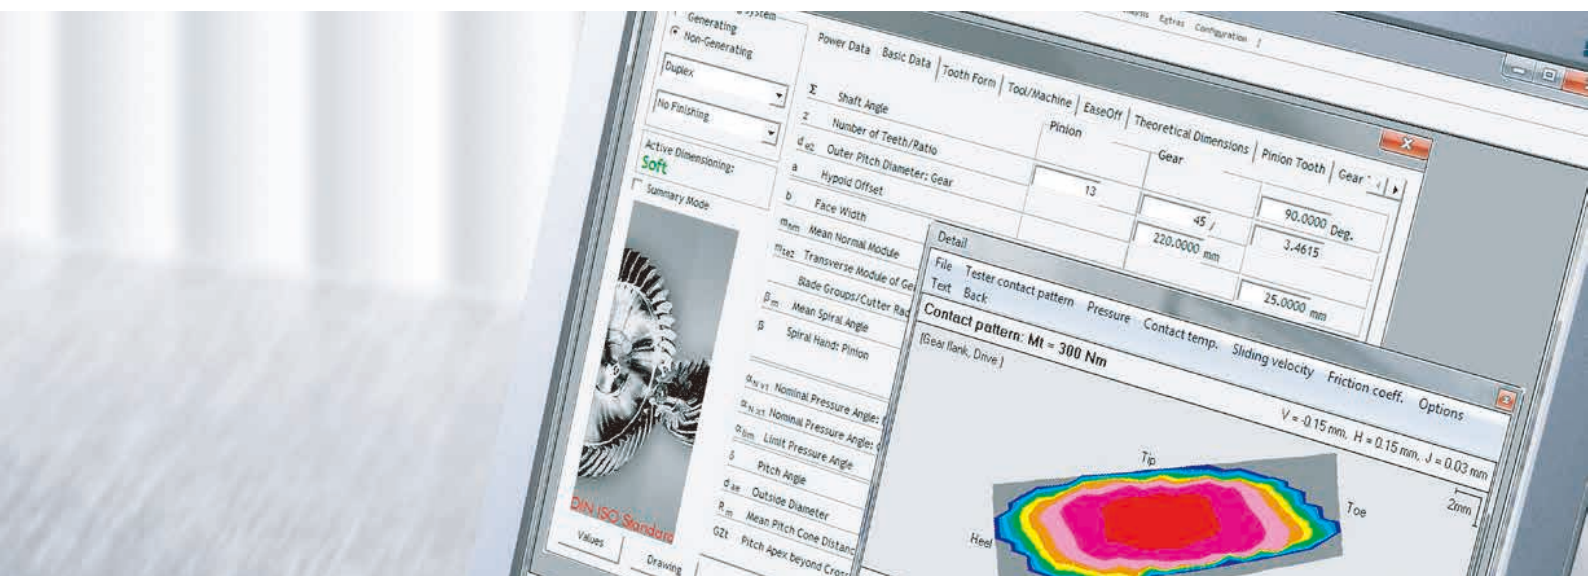 System
Generating
Non-Generating
Duplex
No Finishing
Active Dimensioning:
Soft
Summary Mode
DIN ISO Standard
Values
Drawing
Extras Configuration
Power Data Basic Data Tooth Form Tool/Machine EaseOff Theoretical Dimensions Pinion Tooth Gear
Pinion Gear
Σ Shaft Angle 90.0000 Deg.
z Number of Teeth/Ratio 13 45 / 3.4615
d e2 Outer Pitch Diameter: Gear 220.0000 mm
a Hypoid Offset 25.0000 mm
b Face Width
m nm Mean Normal Module
m te2 Transverse Module of Ge
Blade Groups/Cutter Rad
β m Mean Spiral Angle
β Spiral Hand: Pinion
Nominal Pressure Angle:
Nominal Pressure Angle:
Limit Pressure Angle
δ Pitch Angle
d ae Outside Diameter
R m Mean Pitch Cone Distanc
GZt Pitch Apex beyond Cross
Detail
File Tester contact pattern Pressure Contact temp. Sliding velocity Friction coeff. Options
Text Back
Contact pattern: Mt = 300 Nm
[Gear flank, Drive]
V = -0.15 mm, H = 0.15 mm, J = 0.03 mm
2mm
Tip
Toe
Heel